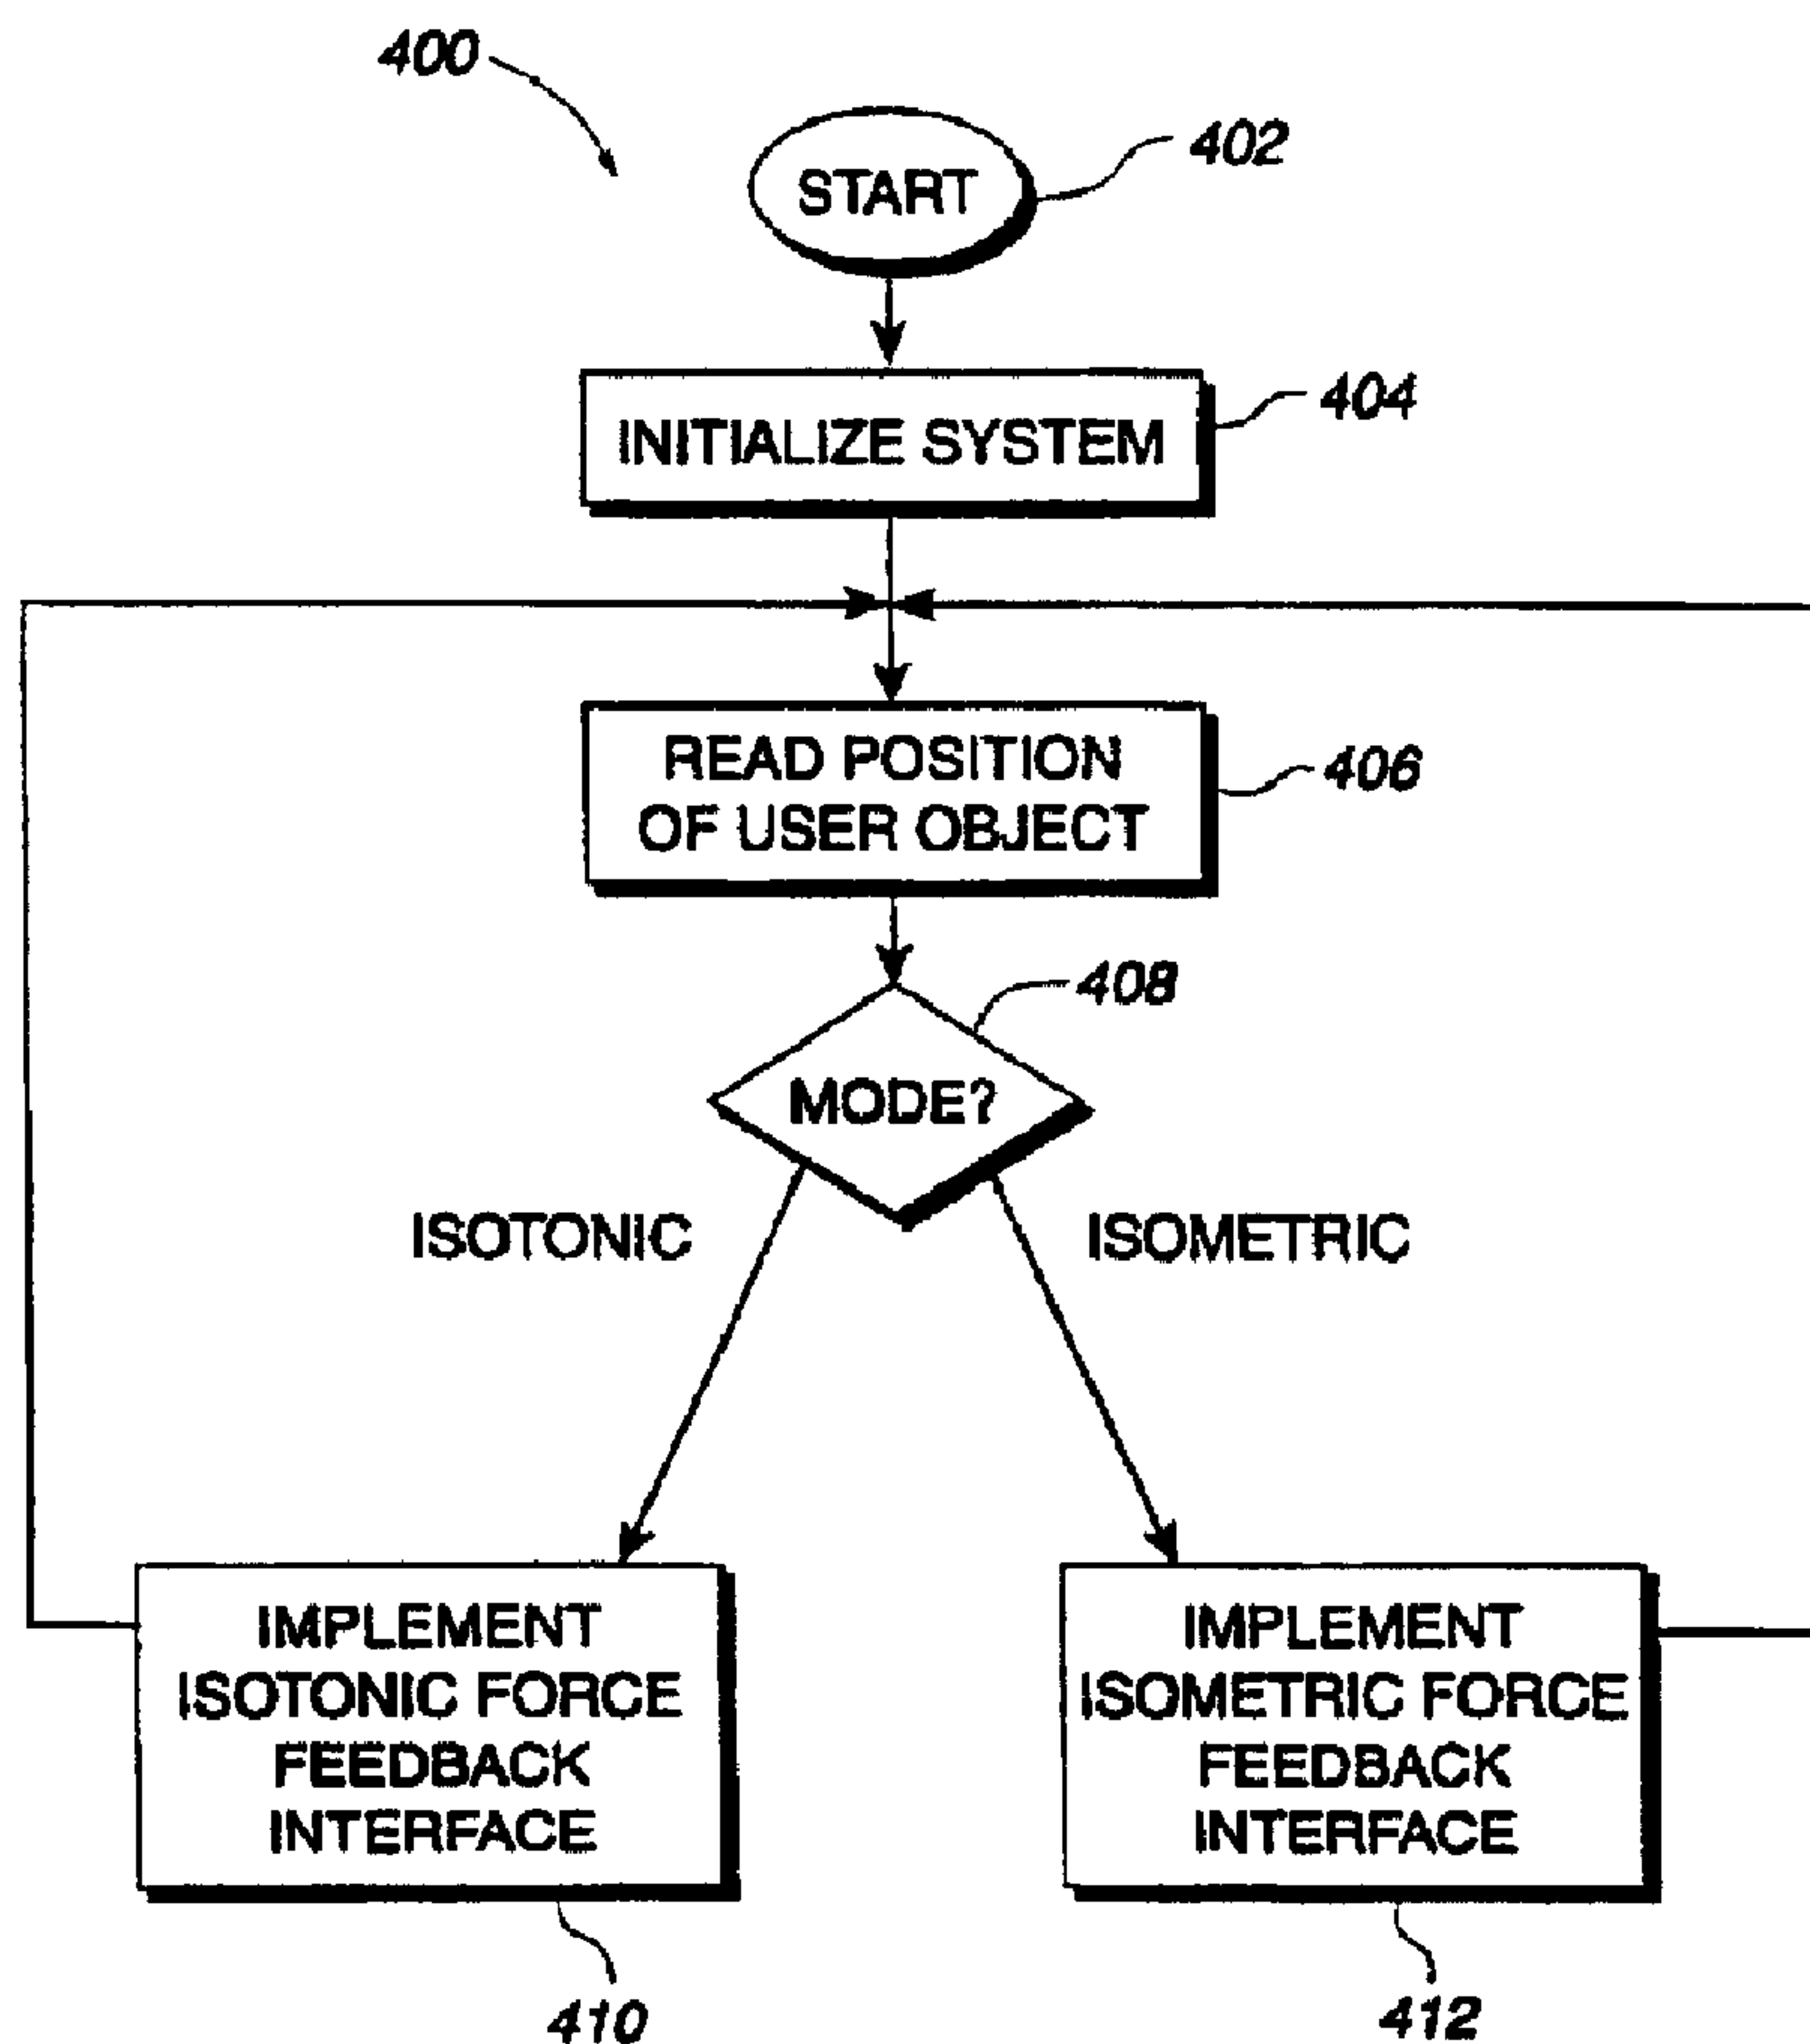 400
START
402
INITIALIZE SYSTEM
404
READ POSITION
OF USER OBJECT
406
408
MODE?
ISOTONIC
ISOMETRIC
IMPLEMENT
ISOTONIC FORCE
FEEDBACK
INTERFACE
IMPLEMENT
ISOMETRIC FORCE
FEEDBACK
INTERFACE
410
412